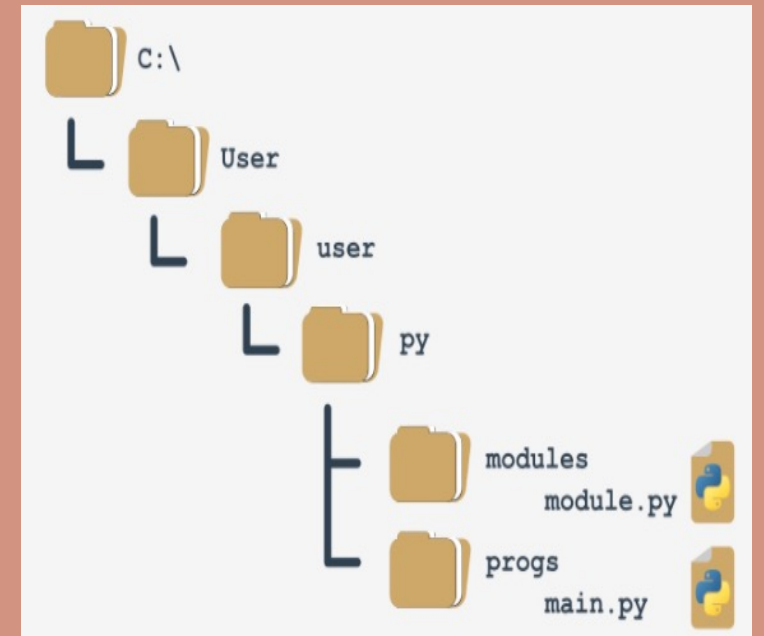 C:\
User
user
py
modules
module.py
progs
main.py